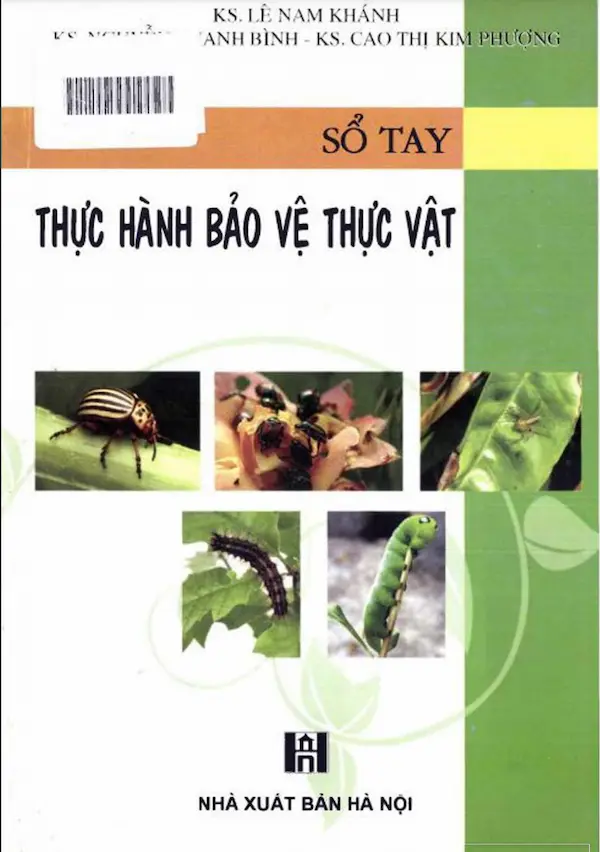 KS. LÊ NAM KHÁNH
ANH BÌNH - KS. CAO THỊ KIM PHƯỢNG
SỔ TAY
THỰC HÀNH BẢO VỆ THỰC VẬT
NHÀ XUẤT BẢN HÀ NỘI